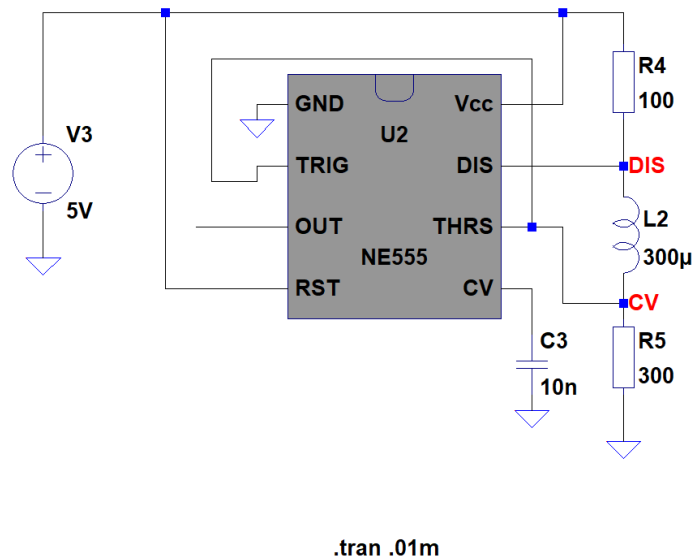 R4
100
V3
5V
GND
Vcc
U2
TRIG
DIS
DIS
OUT
THRS
NE555
RST
CV
L2
300µ
CV
C3
10n
R5
300
.tran .01m